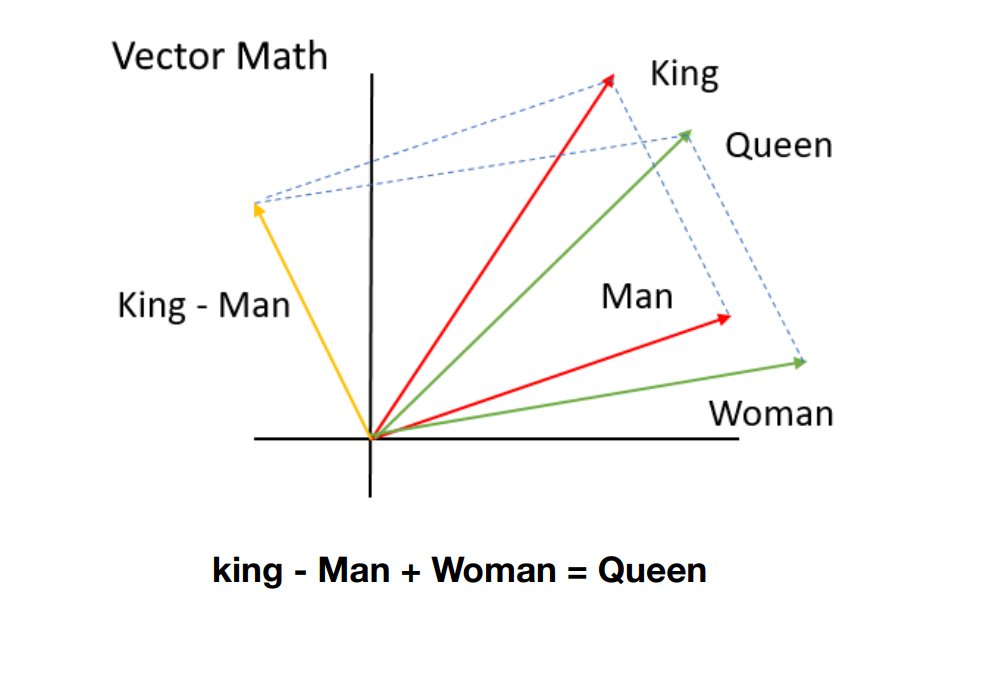 Vector Math
King
Queen
King - Man
Man
Woman
king - Man + Woman = Queen